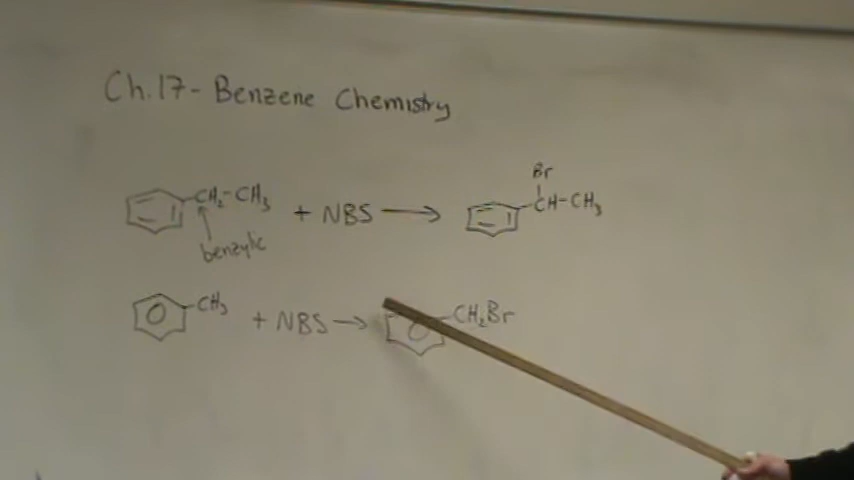 Ch.17 - Benzene Chemistry
Br
CH₂-CH₃ + NBS → CH-CH₃
benzylic
CH₃ + NBS → CH₂Br